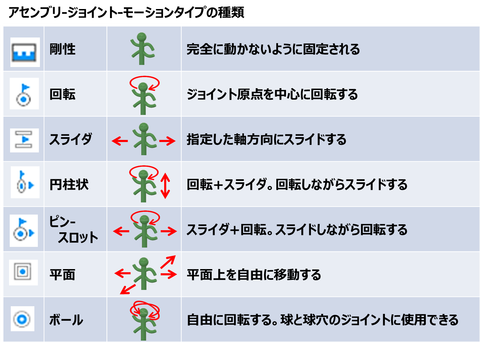 アセンブリ-ジョイント-モーションタイプの種類
剛性 完全に動かないように固定される
回転 ジョイント原点を中心に回転する
スライダ 指定した軸方向にスライドする
円柱状 回転+スライダ。回転しながらスライドする
ピン-
スロット スライダ+回転。スライドしながら回転する
平面 平面上を自由に移動する
ボール 自由に回転する。球と球穴のジョイントに使用できる